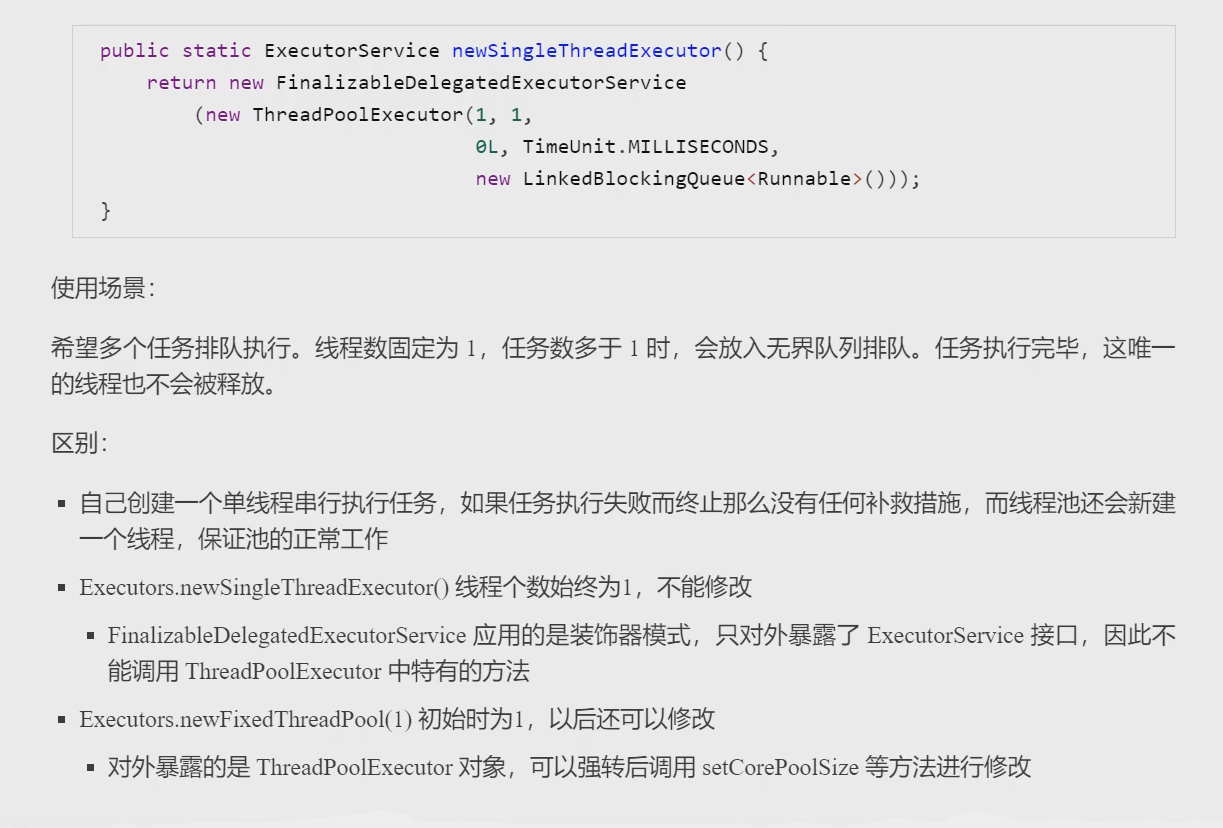 public static ExecutorService newSingleThreadExecutor() {
    return new FinalizableDelegatedExecutorService
        (new ThreadPoolExecutor(1, 1,
                                0L, TimeUnit.MILLISECONDS,
                                new LinkedBlockingQueue<Runnable>()));
}
使用场景：
希望多个任务排队执行。线程数固定为 1，任务数多于 1 时，会放入无界队列排队。任务执行完毕，这唯一
的线程也不会被释放。
区别：
▪ 自己创建一个单线程串行执行任务，如果任务执行失败而终止那么没有任何补救措施，而线程池还会新建
一个线程，保证池的正常工作
▪ Executors.newSingleThreadExecutor() 线程个数始终为1，不能修改
▪ FinalizableDelegatedExecutorService 应用的是装饰器模式，只对外暴露了 ExecutorService 接口，因此不
能调用 ThreadPoolExecutor 中特有的方法
▪ Executors.newFixedThreadPool(1) 初始时为1，以后还可以修改
▪ 对外暴露的是 ThreadPoolExecutor 对象，可以强转后调用 setCorePoolSize 等方法进行修改